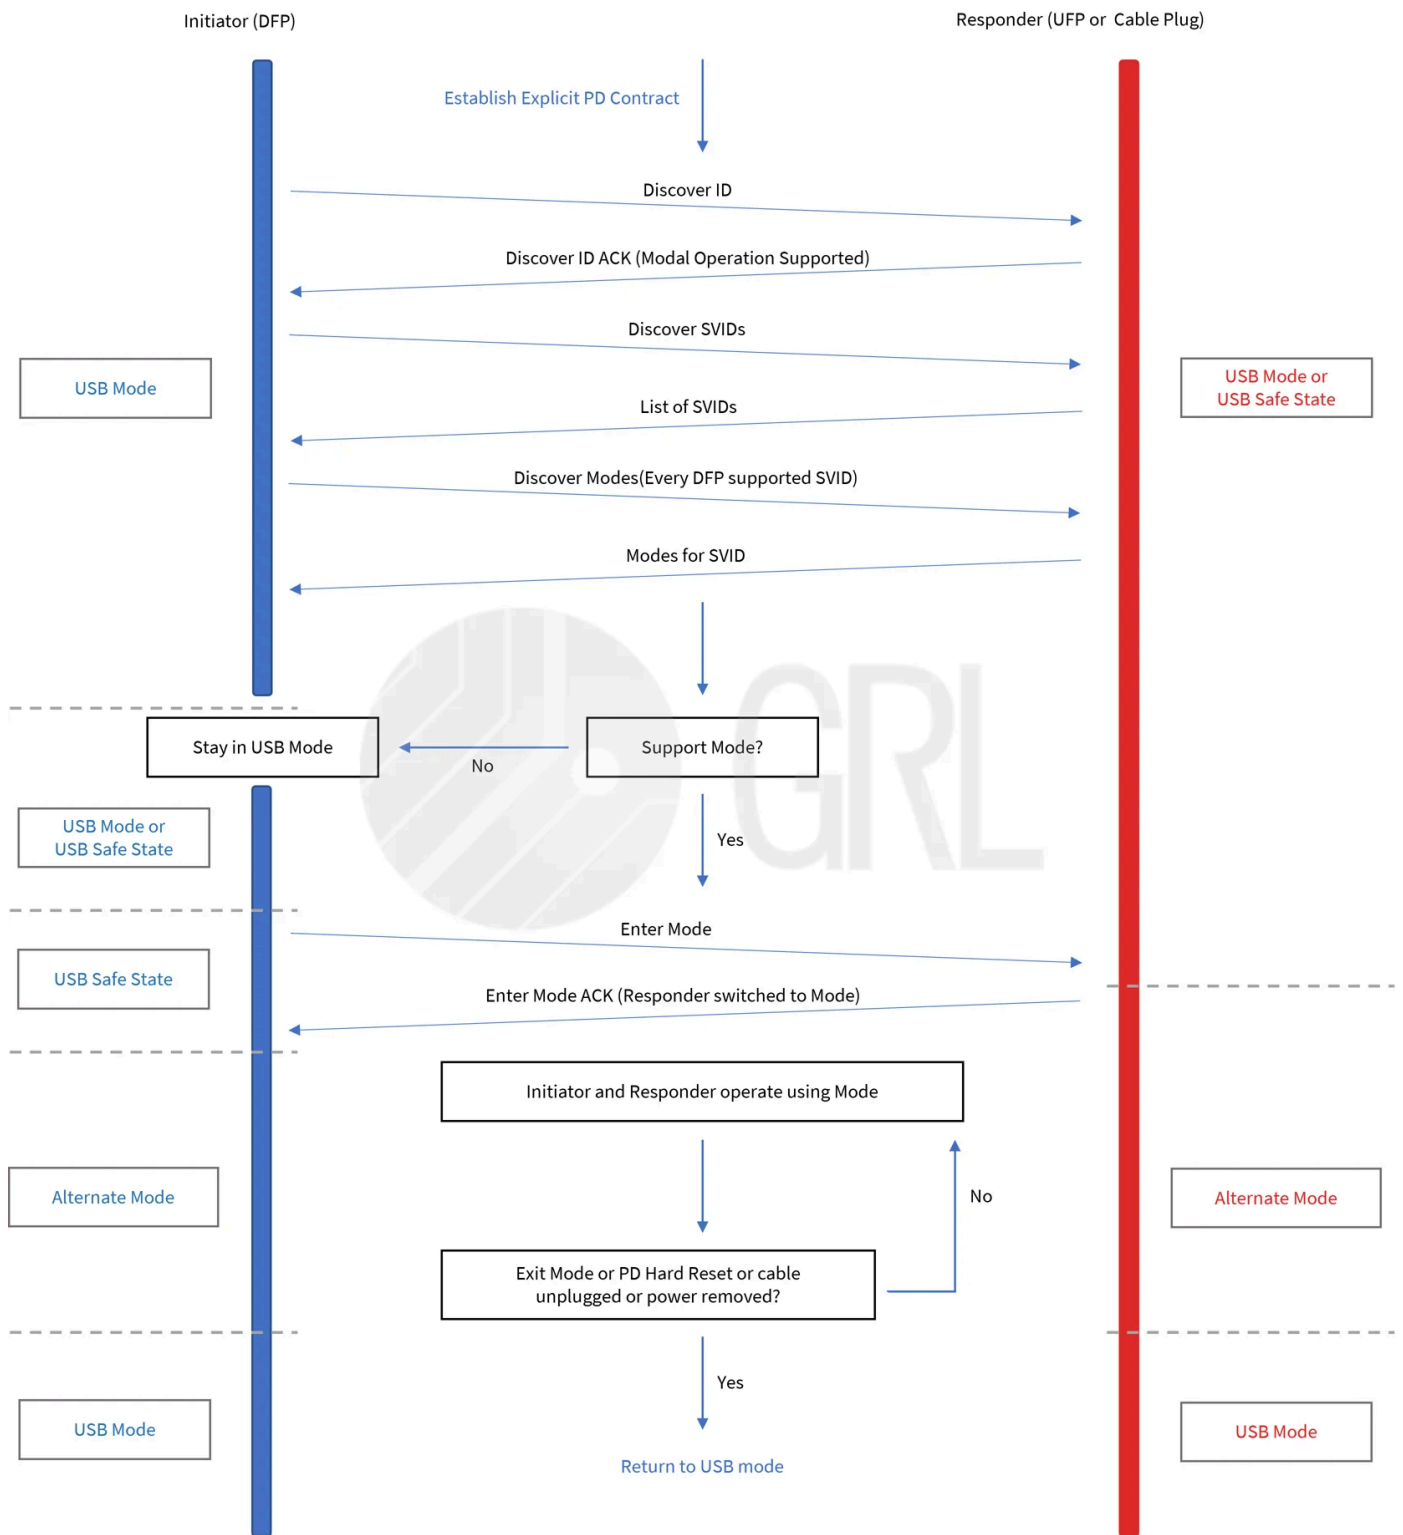 Initiator (DFP)
Responder (UFP or Cable Plug)
Establish Explicit PD Contract
Discover ID
Discover ID ACK (Modal Operation Supported)
Discover SVIDs
USB Mode
USB Mode or
USB Safe State
List of SVIDs
Discover Modes(Every DFP supported SVID)
Modes for SVID
GRL
Stay in USB Mode
No
Support Mode?
USB Mode or
USB Safe State
Yes
Enter Mode
USB Safe State
Enter Mode ACK (Responder switched to Mode)
Initiator and Responder operate using Mode
Alternate Mode
No
Alternate Mode
Exit Mode or PD Hard Reset or cable
unplugged or power removed?
Yes
USB Mode
USB Mode
Return to USB mode